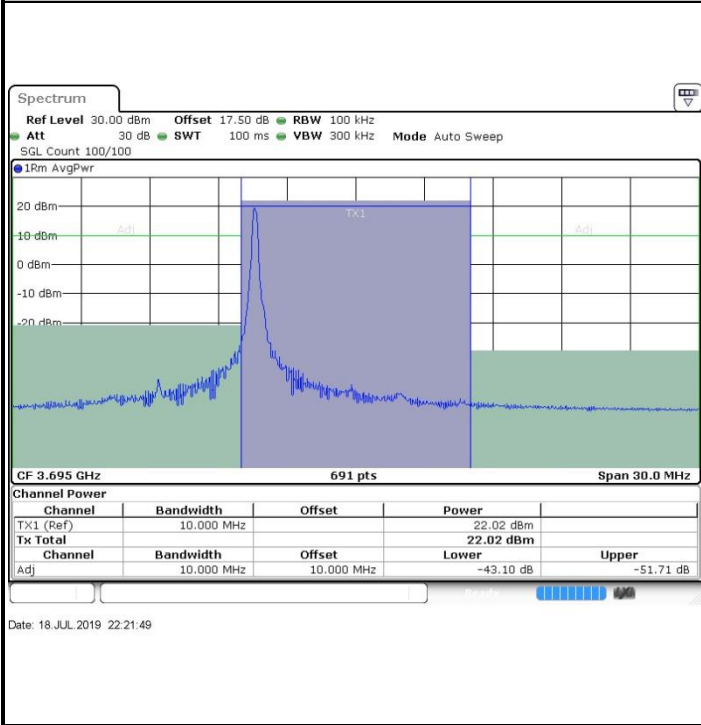 Spectrum
Ref Level 30.00 dBm Offset 17.50 dB RBW 100 kHz
Att 30 dB SWT 100 ms VBW 300 kHz Mode Auto Sweep
SGL Count 100/100
1Rm AvgPwr
20 dBm
TX1
Adj
Adj
10 dBm
0 dBm
-10 dBm
-20 dBm
CF 3.695 GHz 691 pts Span 30.0 MHz
Channel Power
Channel Bandwidth Offset Power
TX1 (Ref) 10.000 MHz 22.02 dBm
Tx Total 22.02 dBm
Channel Bandwidth Offset Lower Upper
Adj 10.000 MHz 10.000 MHz -43.10 dB -51.71 dB
Ready
Date: 18.JUL.2019 22:21:49